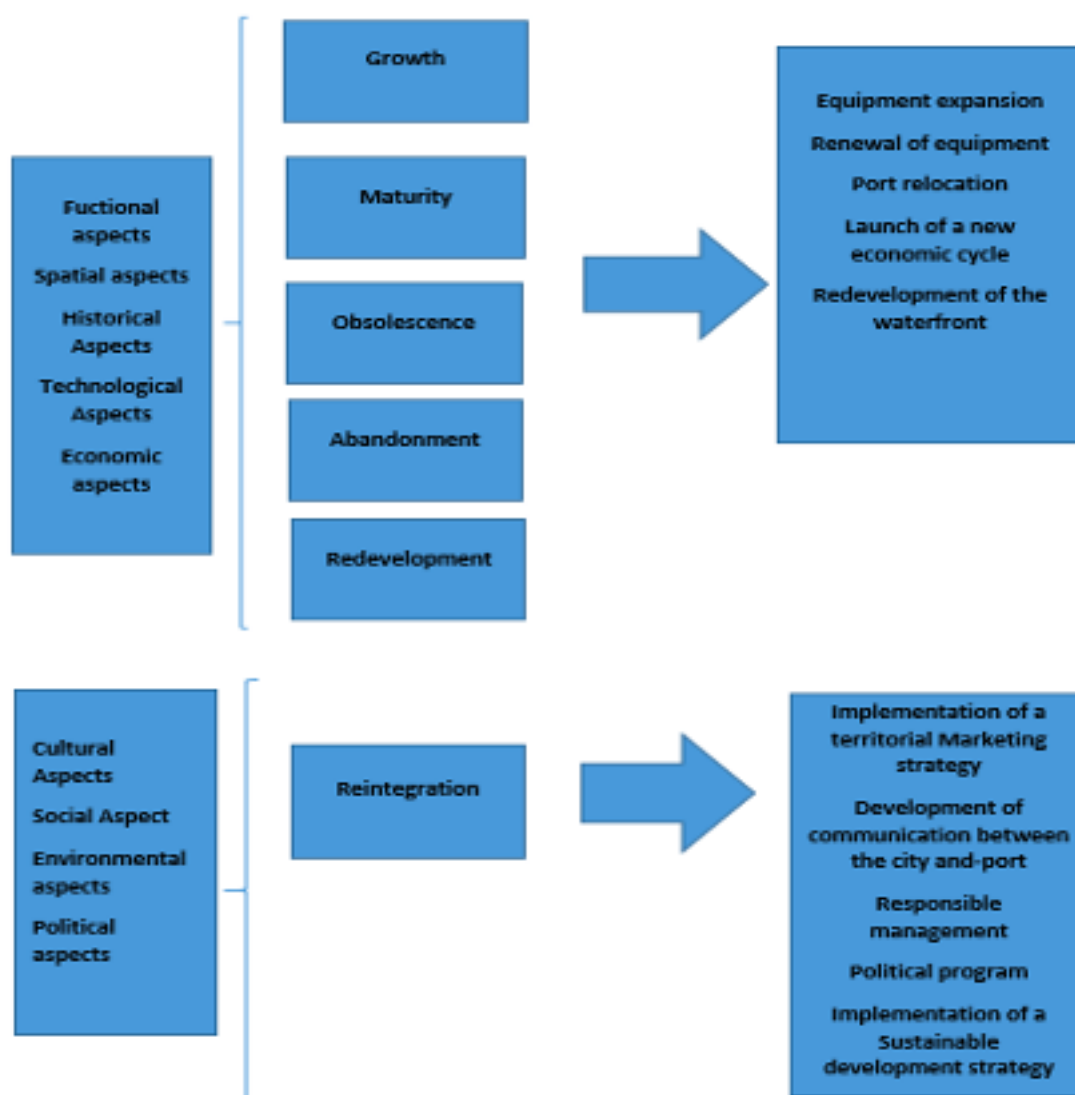 Fuctional
aspects
Spatial aspects
Historical
Aspects
Technological
Aspects
Economic
aspects
Growth
Maturity
Obsolescence
Abandonment
Redevelopment
Equipment expansion
Renewal of equipment
Port relocation
Launch of a new
economic cycle
Redevelopment of the
waterfront
Cultural
Aspects
Social Aspect
Environmental
aspects
Political
aspects
Reintegration
Implementation of a
territorial Marketing
strategy
Development of
communication between
the city and-port
Responsible
management
Political program
Implementation of a
Sustainable
development strategy